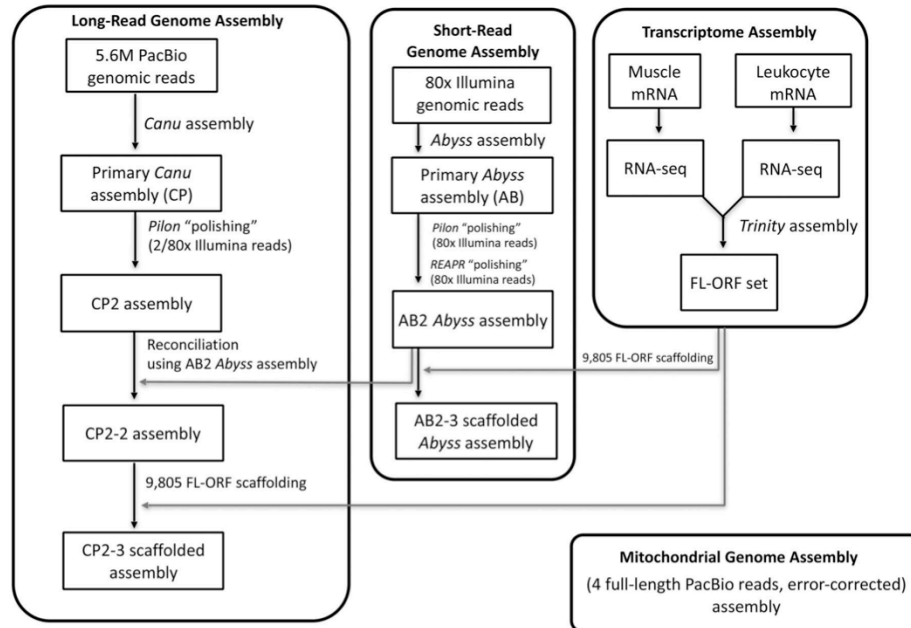 Long-Read Genome Assembly
5.6M PacBio
genomic reads
Canu assembly
Primary Canu
assembly (CP)
Pilon “polishing”
(2/80x Illumina reads)
CP2 assembly
Reconciliation
using AB2 Abyss assembly
CP2-2 assembly
9,805 FL-ORF scaffolding
CP2-3 scaffolded
assembly
Short-Read
Genome Assembly
80x Illumina
genomic reads
Abyss assembly
Primary Abyss
assembly (AB)
Pilon “polishing”
(80x Illumina reads)
REAPR “polishing”
(80x Illumina reads)
AB2 Abyss assembly
AB2-3 scaffolded
Abyss assembly
Transcriptome Assembly
Muscle
mRNA
Leukocyte
mRNA
RNA-seq
RNA-seq
Trinity assembly
FL-ORF set
9,805 FL-ORF scaffolding
Mitochondrial Genome Assembly
(4 full-length PacBio reads, error-corrected)
assembly